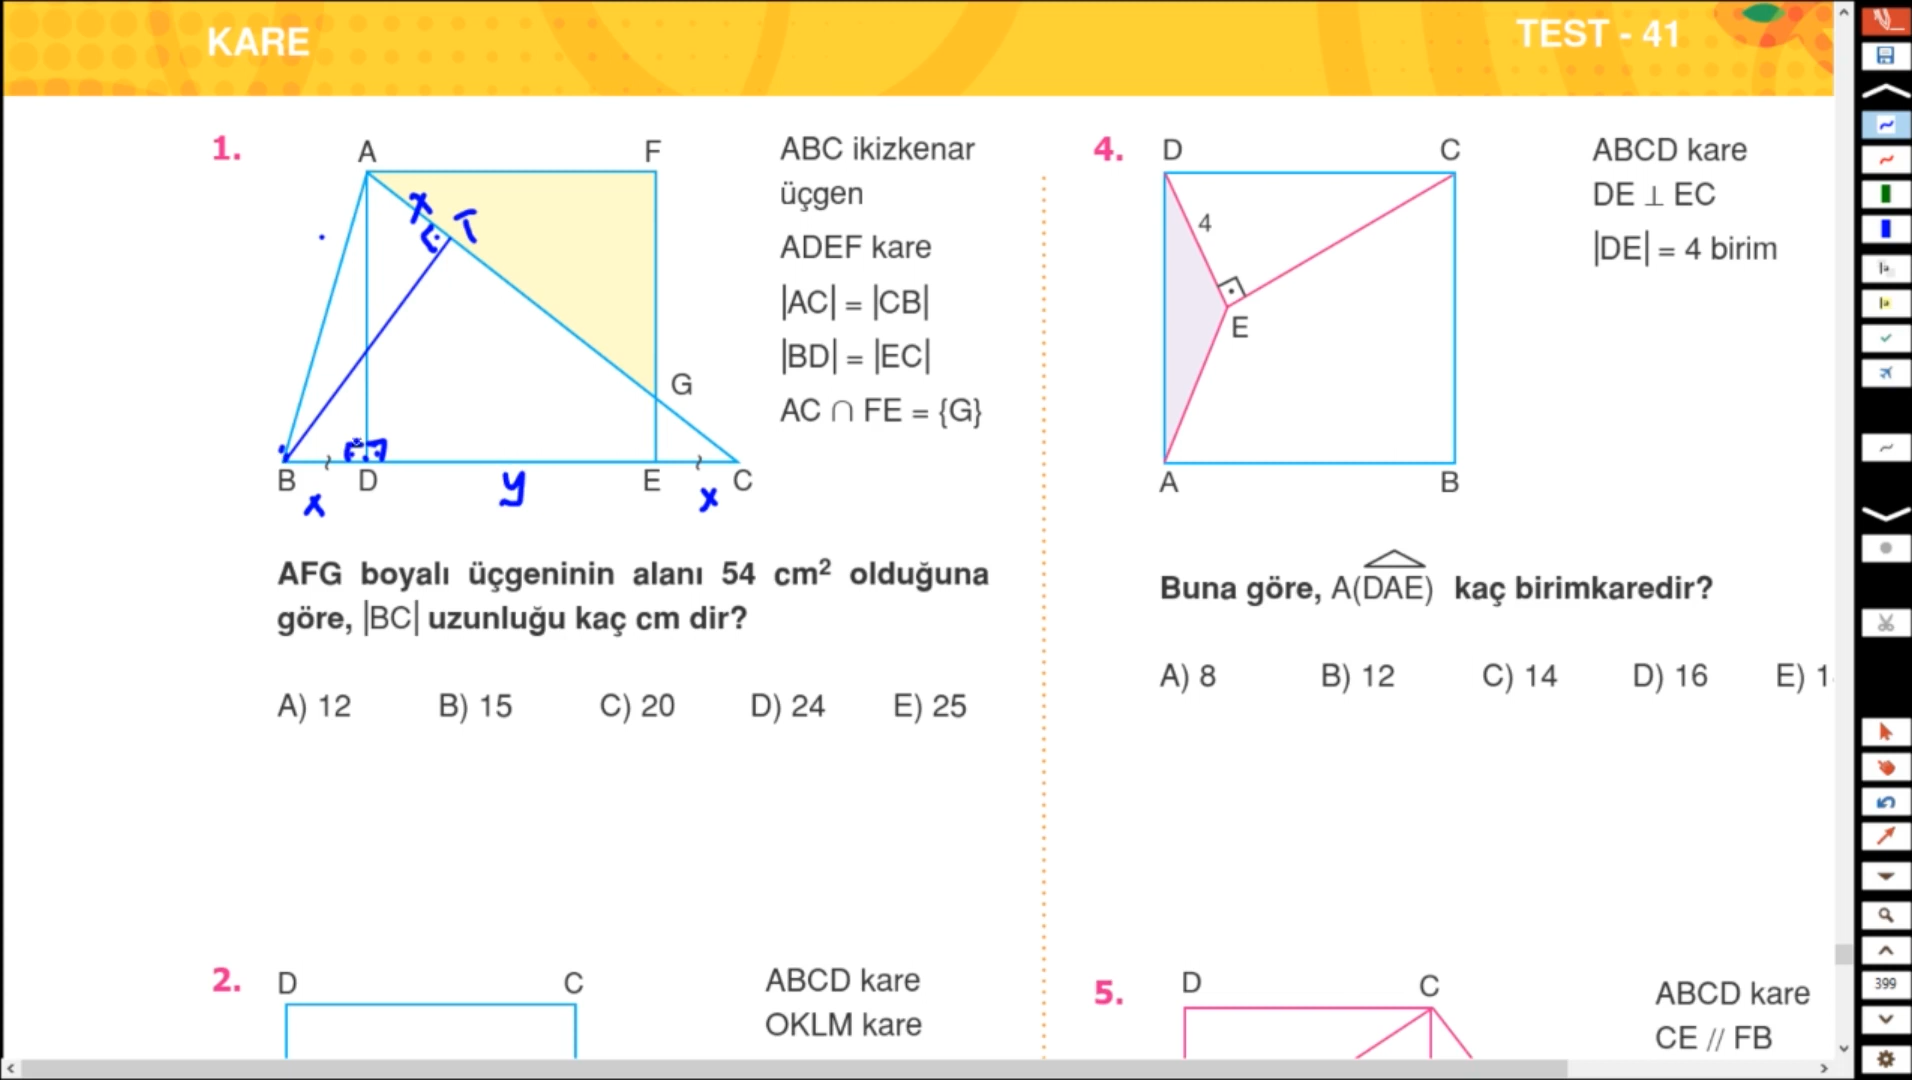 KARE
TEST - 41
1.
A
F
x
T
G
B
D
E
C
x
y
x
ABC ikizkenar
üçgen
ADEF kare
|AC| = |CB|
|BD| = |EC|
AC ∩ FE = {G}
AFG boyalı üçgeninin alanı 54 cm² olduğuna
göre, |BC| uzunluğu kaç cm dir?
A) 12 B) 15 C) 20 D) 24 E) 25
2.
D
C
ABCD kare
OKLM kare
4.
D
C
4
E
A
B
ABCD kare
DE ⊥ EC
|DE| = 4 birim
Buna göre, A(DAE) kaç birimkaredir?
A) 8 B) 12 C) 14 D) 16 E) 1
5.
D
C
ABCD kare
CE // FB
399